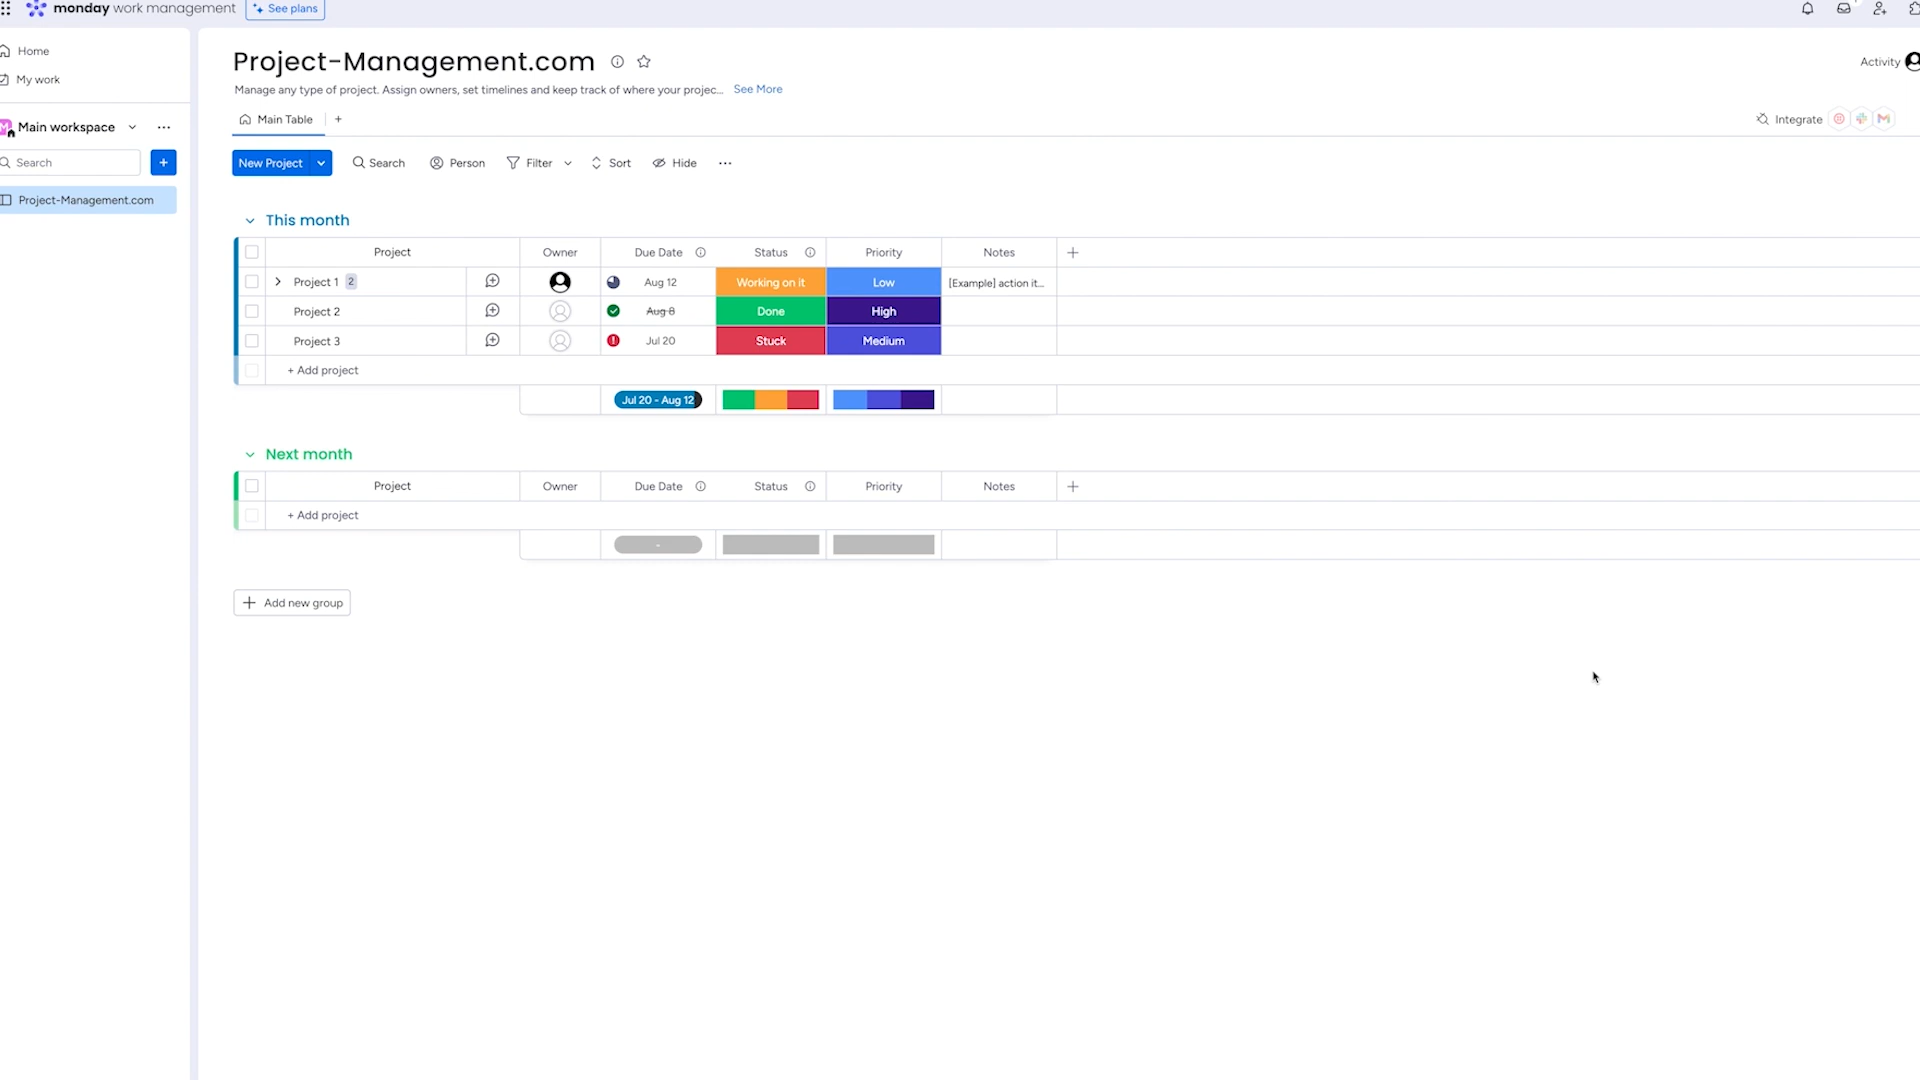 monday work management See plans
Home
My work
Main workspace
Search
Project-Management.com
Project-Management.com
Activity
Manage any type of project. Assign owners, set timelines and keep track of where your projec... See More
Main Table
Integrate
New Project Search Person Filter Sort Hide
This month
Project Owner Due Date Status Priority Notes
Project 1 2 Aug 12 Working on it Low [Example] action it...
Project 2 Aug 8 Done High
Project 3 Jul 20 Stuck Medium
+ Add project
Jul 20 - Aug 12
Next month
Project Owner Due Date Status Priority Notes
+ Add project
-
Add new group